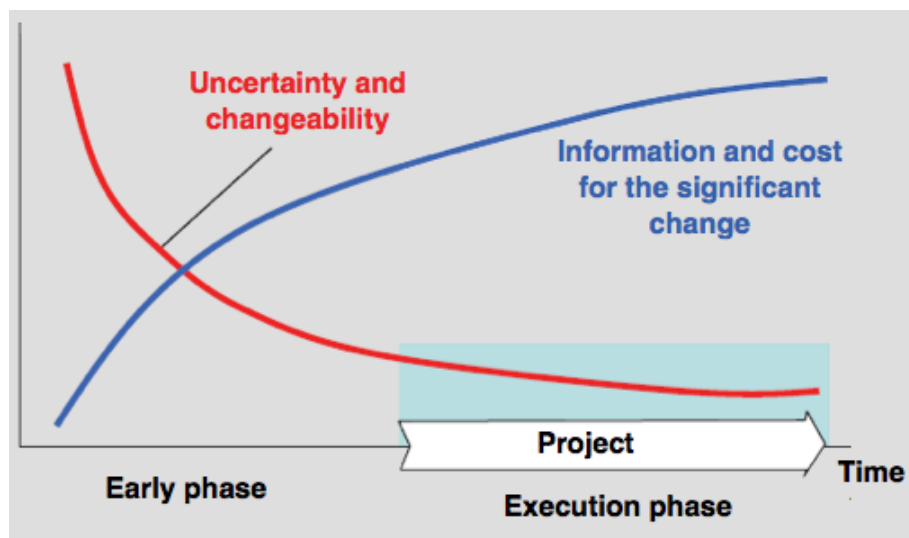 Uncertainty and
changeability
Information and cost
for the significant
change
Project
Time
Early phase
Execution phase